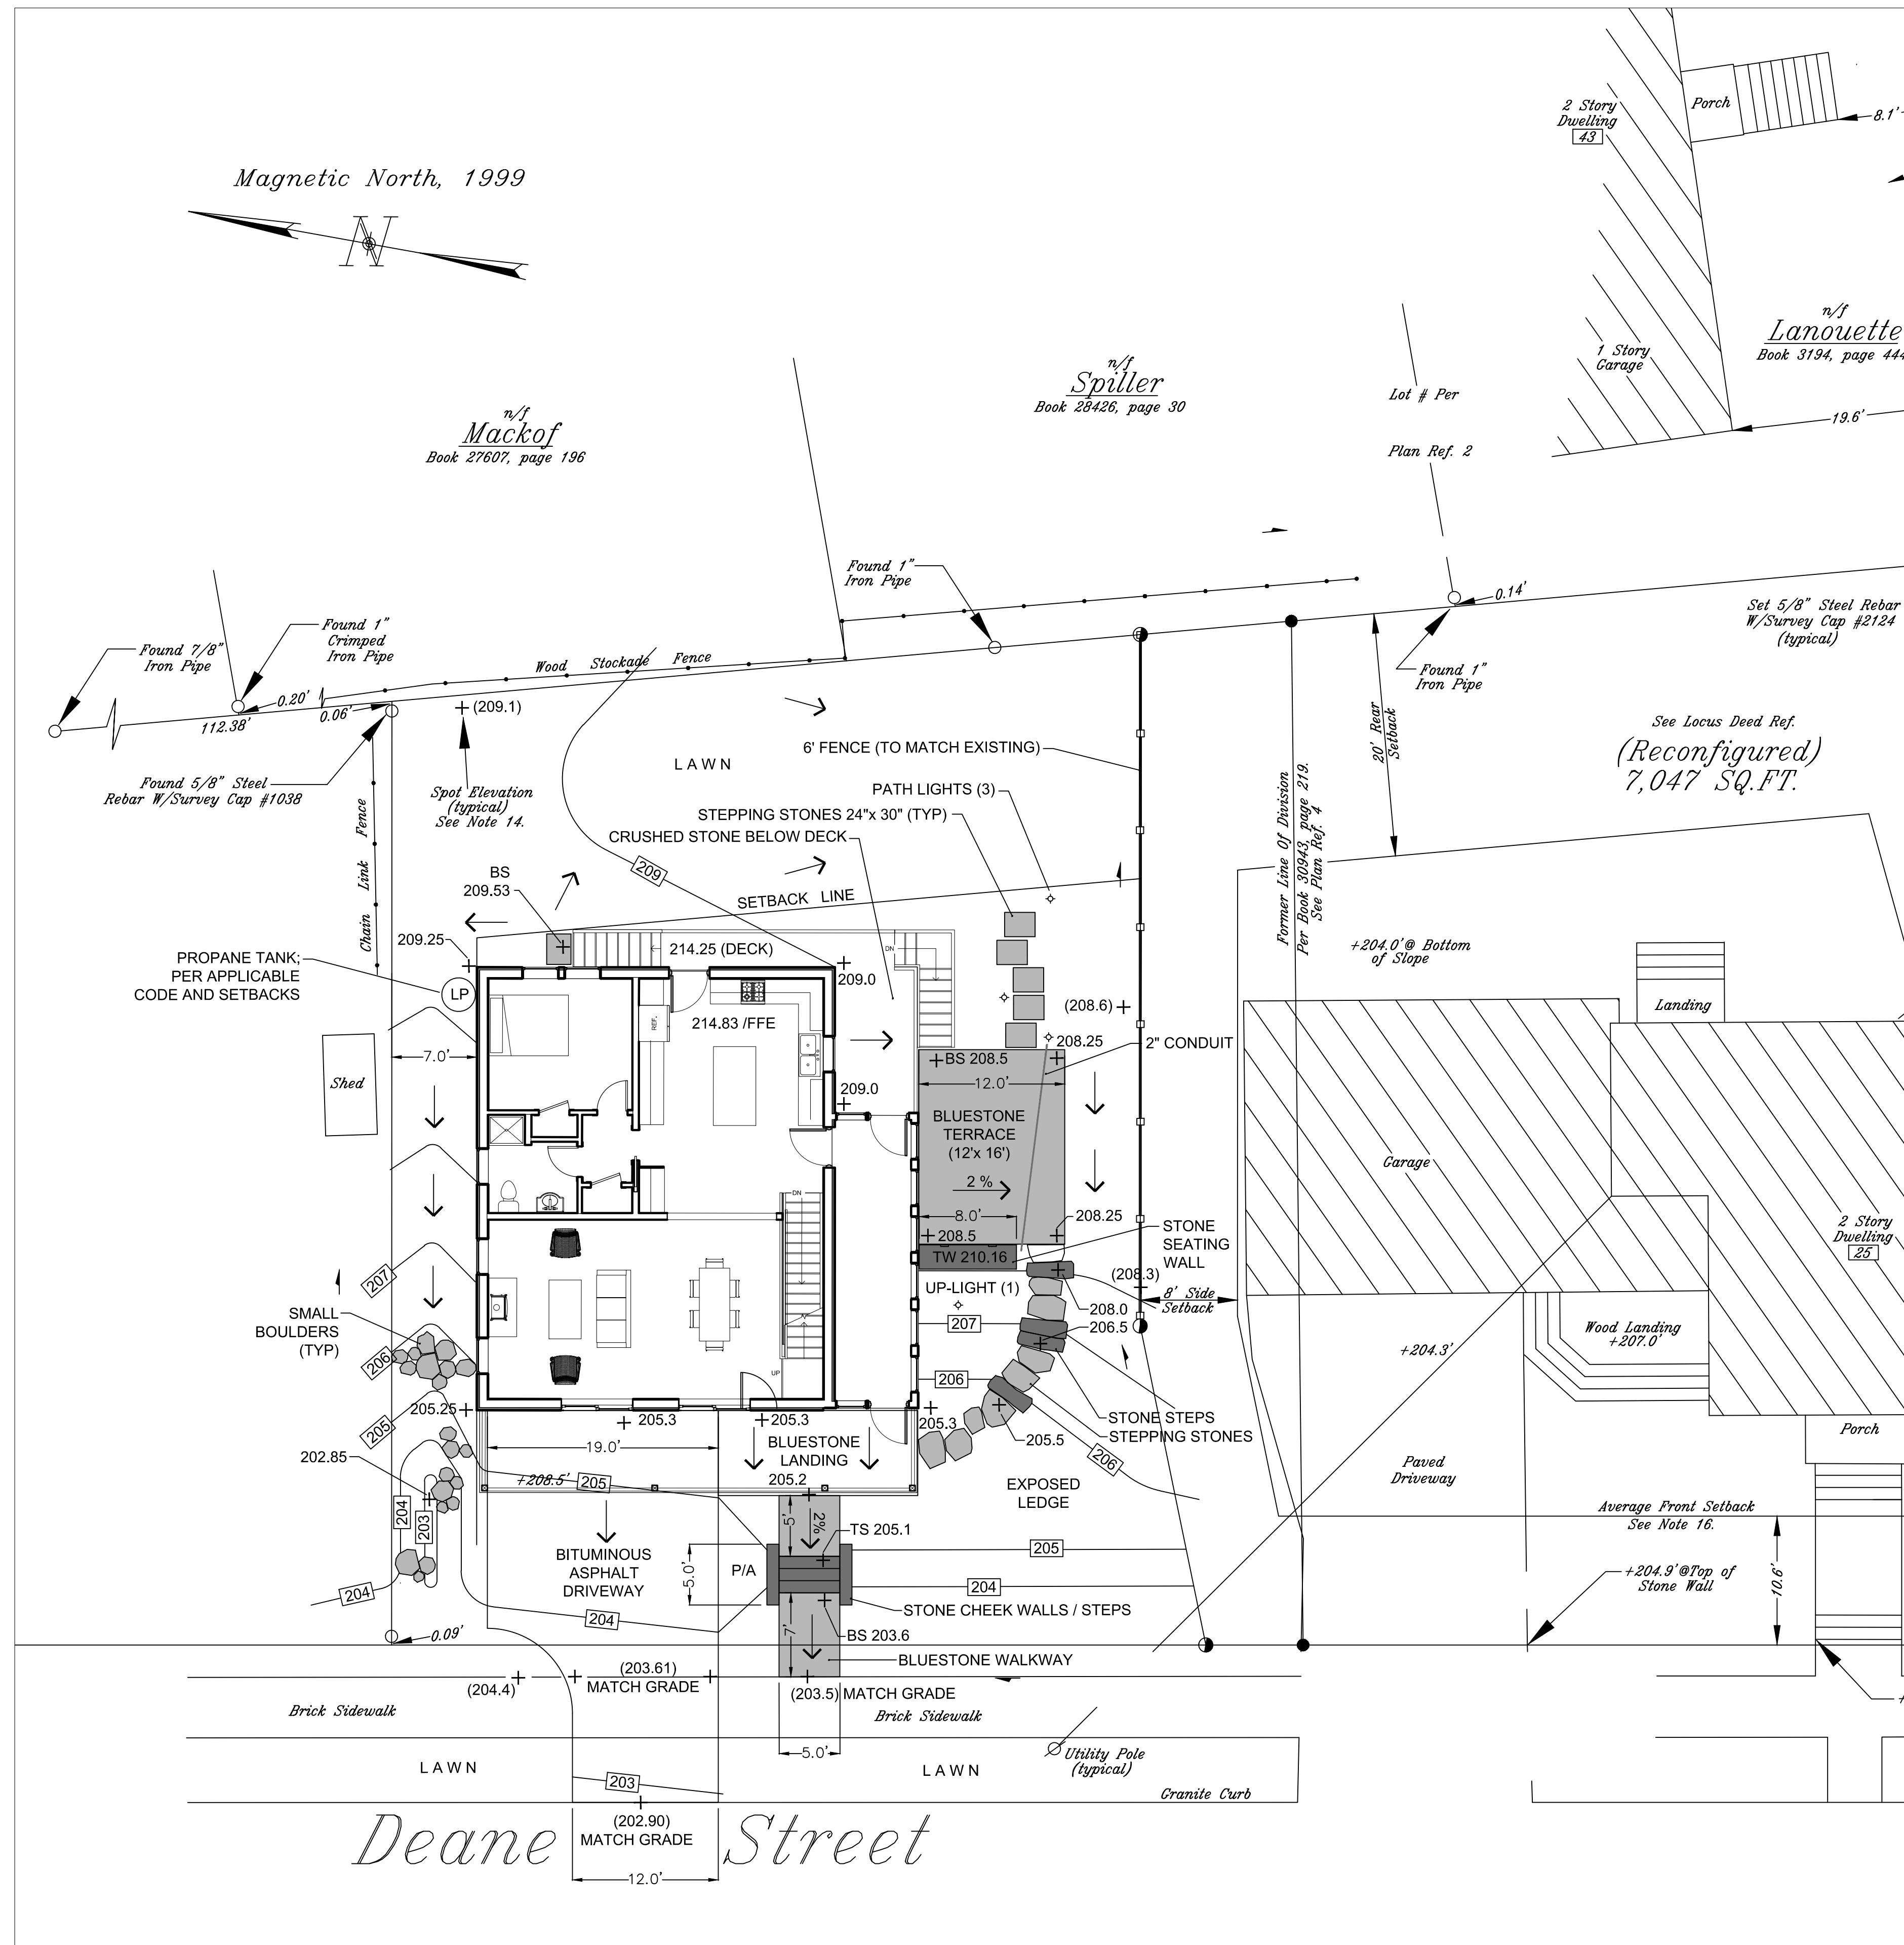 Magnetic North, 1999
N
2 Story
Dwelling
43
Porch
8.1'
n/f
Lanouette
Book 3194, page 444
1 Story
Garage
19.6'
n/f
Spiller
Book 28426, page 30
Lot # Per
Plan Ref. 2
n/f
Mackof
Book 27607, page 196
Found 1"
Iron Pipe
0.14'
Set 5/8" Steel Rebar
W/Survey Cap #2124
(typical)
Found 1"
Iron Pipe
Found 7/8"
Iron Pipe
Found 1"
Crimped
Iron Pipe
Wood Stockade Fence
0.20'
0.06'
112.38'
(209.1)
Found 5/8" Steel
Rebar W/Survey Cap #1038
Spot Elevation
(typical)
See Note 14.
Chain Link Fence
LAWN
6' FENCE (TO MATCH EXISTING)
PATH LIGHTS (3)
STEPPING STONES 24"x 30" (TYP)
CRUSHED STONE BELOW DECK
209
SETBACK LINE
20' Rear
Setback
Former Line Of Division
Per Book 30943, page 219.
See Plan Ref. 4
See Locus Deed Ref.
(Reconfigured)
7,047 SQ.FT.
BS
209.53
209.25
214.25 (DECK)
DN
209.0
PROPANE TANK;
PER APPLICABLE
CODE AND SETBACKS
LP
214.83 /FFE
REF.
(208.6)
+204.0'@ Bottom
of Slope
Landing
7.0'
Shed
208.25
2" CONDUIT
BS 208.5
12.0'
209.0
BLUESTONE
TERRACE
(12'x 16')
2 %
8.0'
208.25
208.5
TW 210.16
STONE
SEATING
WALL
Garage
2 Story
Dwelling
25
DN
UP
207
SMALL
BOULDERS
(TYP)
206
UP-LIGHT (1)
(208.3)
8' Side
Setback
208.0
206.5
207
206
Wood Landing
+207.0'
+204.3'
205.25
205
205.3
205.3
205.3
STONE STEPS
STEPPING STONES
205.5
206
Porch
202.85
19.0'
BLUESTONE
LANDING
+208.5'
205
205.2
EXPOSED
LEDGE
Paved
Driveway
204
203
5'
2%
TS 205.1
Average Front Setback
See Note 16.
BITUMINOUS
ASPHALT
DRIVEWAY
5.0'
P/A
205
204
204
204
STONE CHEEK WALLS / STEPS
+204.9'@Top of
Stone Wall
10.6'
0.09'
7'
BS 203.6
BLUESTONE WALKWAY
(204.4)
(203.61)
MATCH GRADE
(203.5) MATCH GRADE
Brick Sidewalk
Brick Sidewalk
5.0'
Utility Pole
(typical)
LAWN
LAWN
203
Granite Curb
(202.90)
MATCH GRADE
Deane Street
12.0'